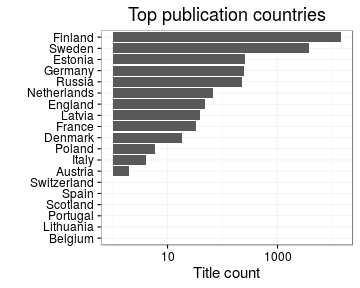 Top publication countries
Finland
Sweden
Estonia
Germany
Russia
Netherlands
England
Latvia
France
Denmark
Poland
Italy
Austria
Switzerland
Spain
Scotland
Portugal
Lithuania
Belgium
10 1000
Title count